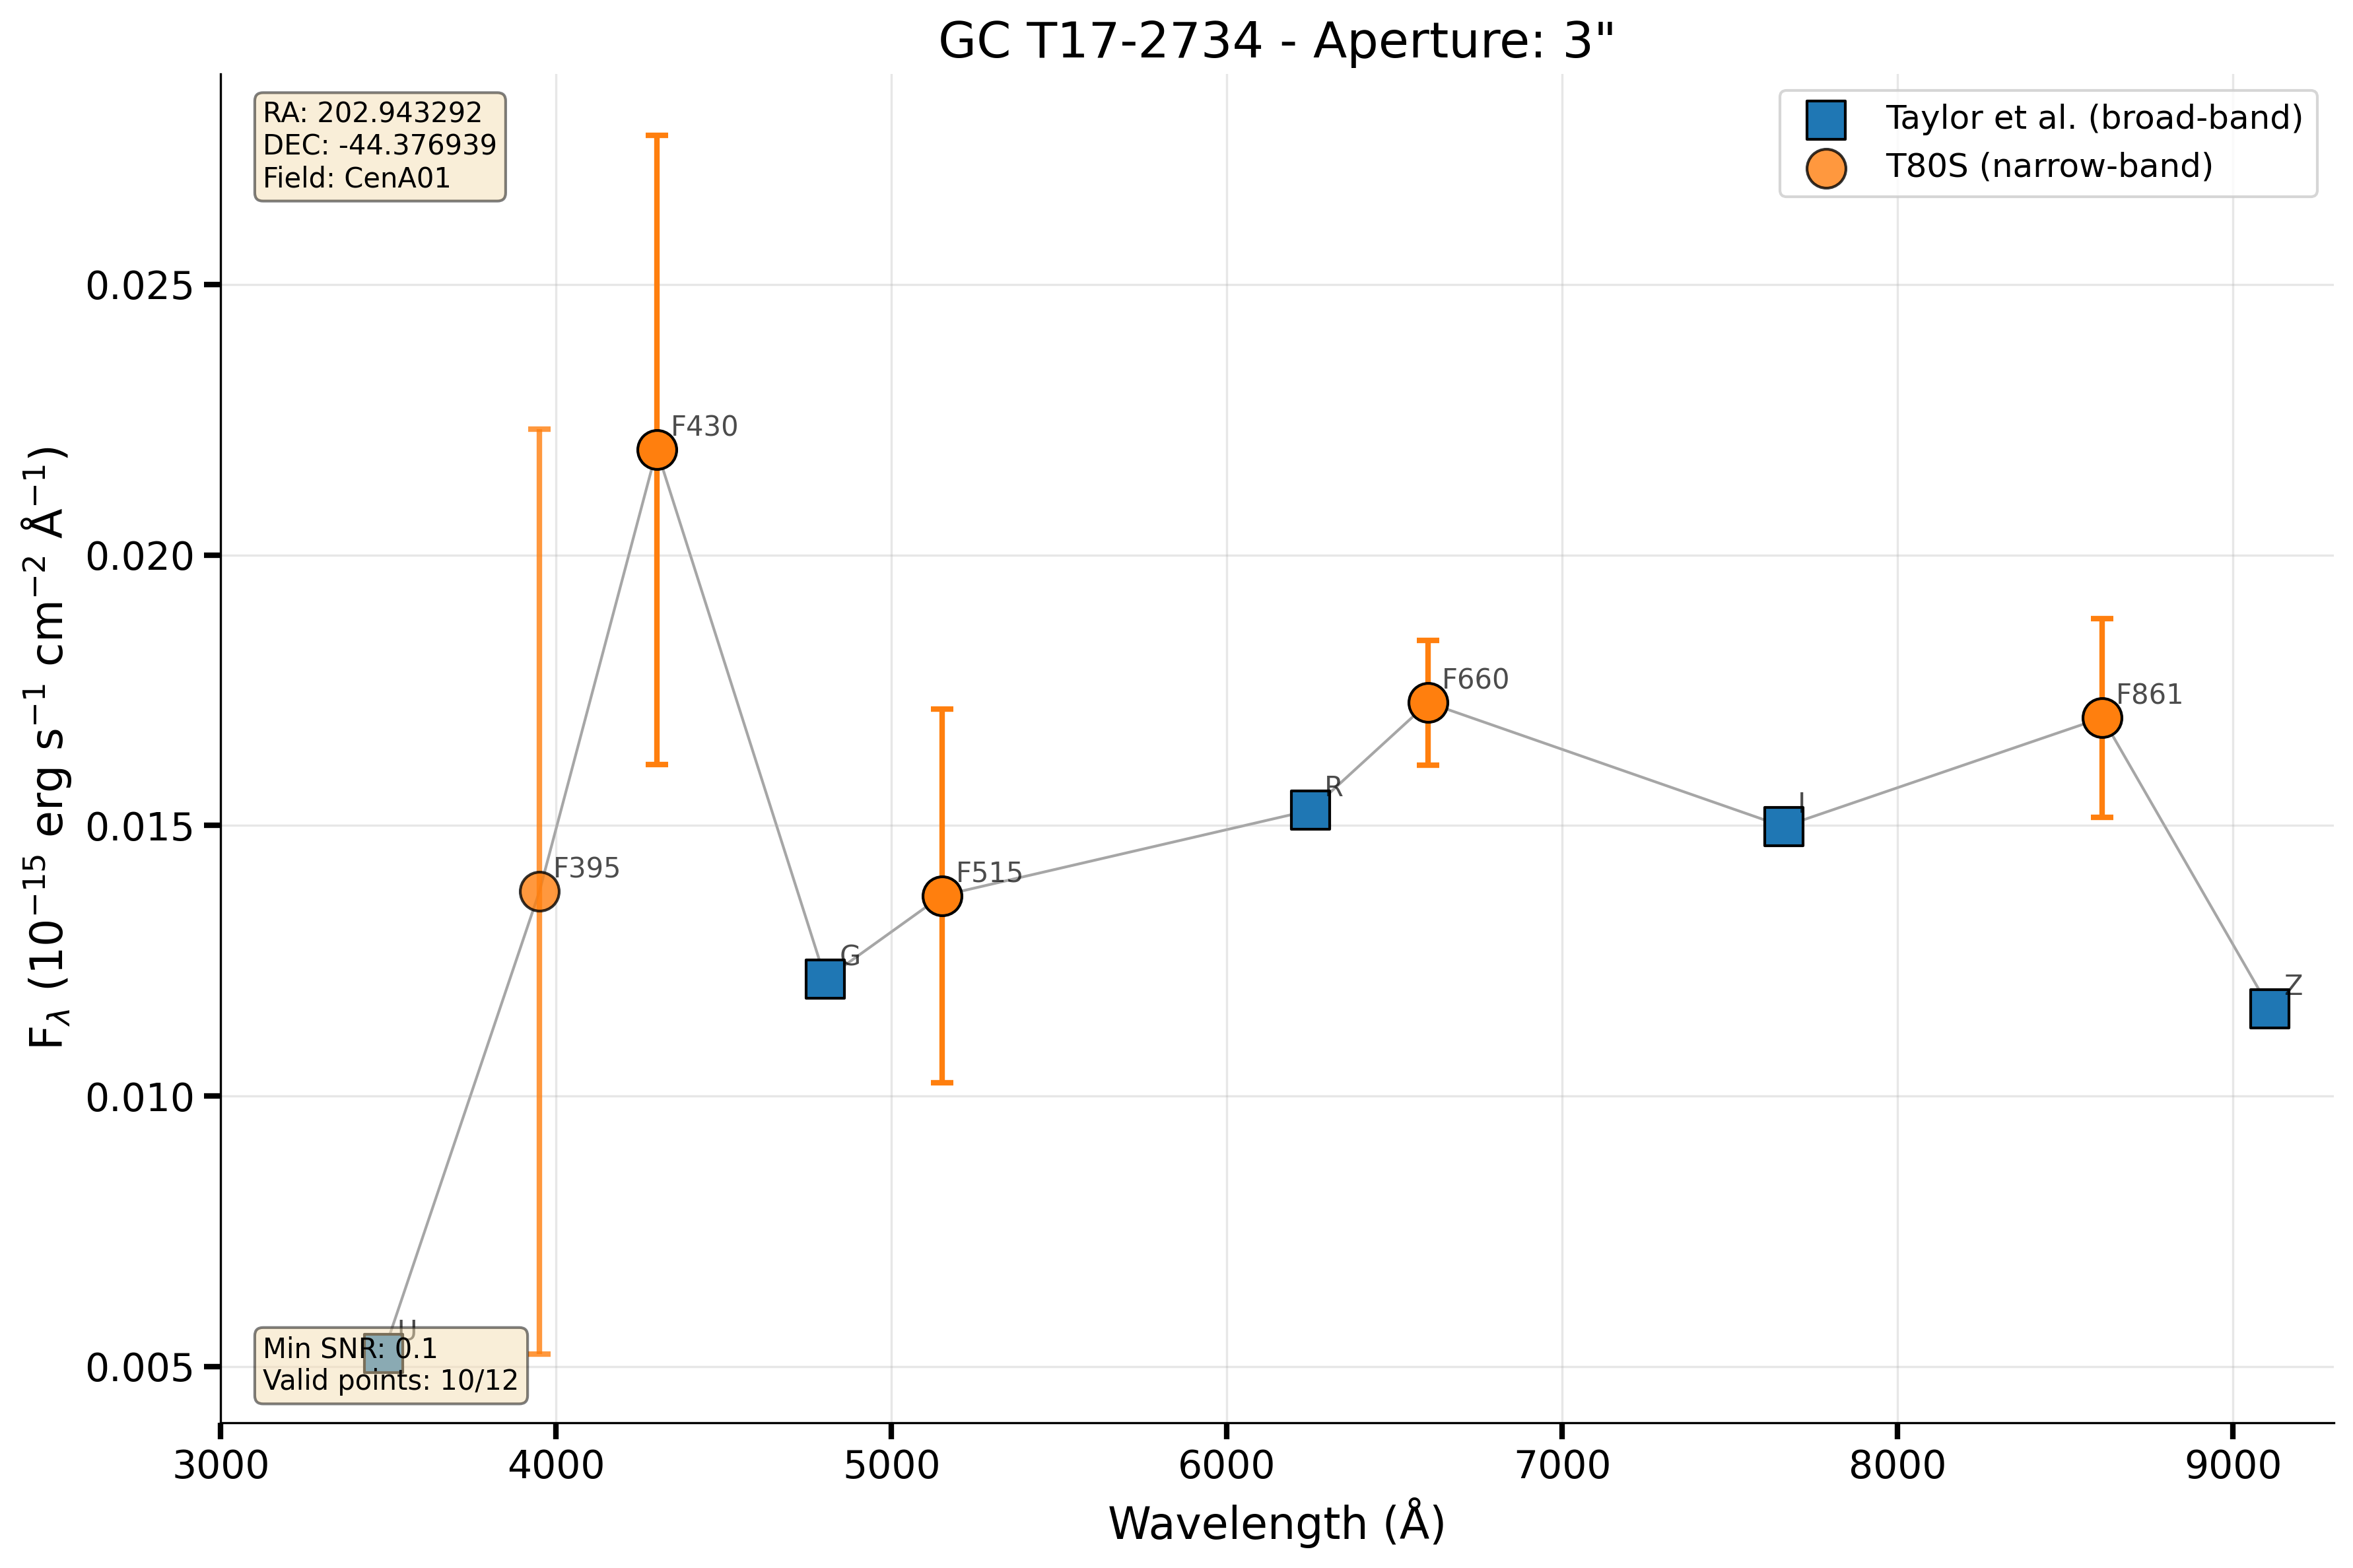 GC T17-2734 - Aperture: 3"
RA: 202.943292
DEC: -44.376939
Field: CenA01
Taylor et al. (broad-band)
T80S (narrow-band)
F430
F395
F515
F660
F861
G
R
I
Z
U
Min SNR: 0.1
Valid points: 10/12
0.025
0.020
0.015
0.010
0.005
3000 4000 5000 6000 7000 8000 9000
Wavelength (Å)
Fλ (10⁻¹⁵ erg s⁻¹ cm⁻² Å⁻¹)